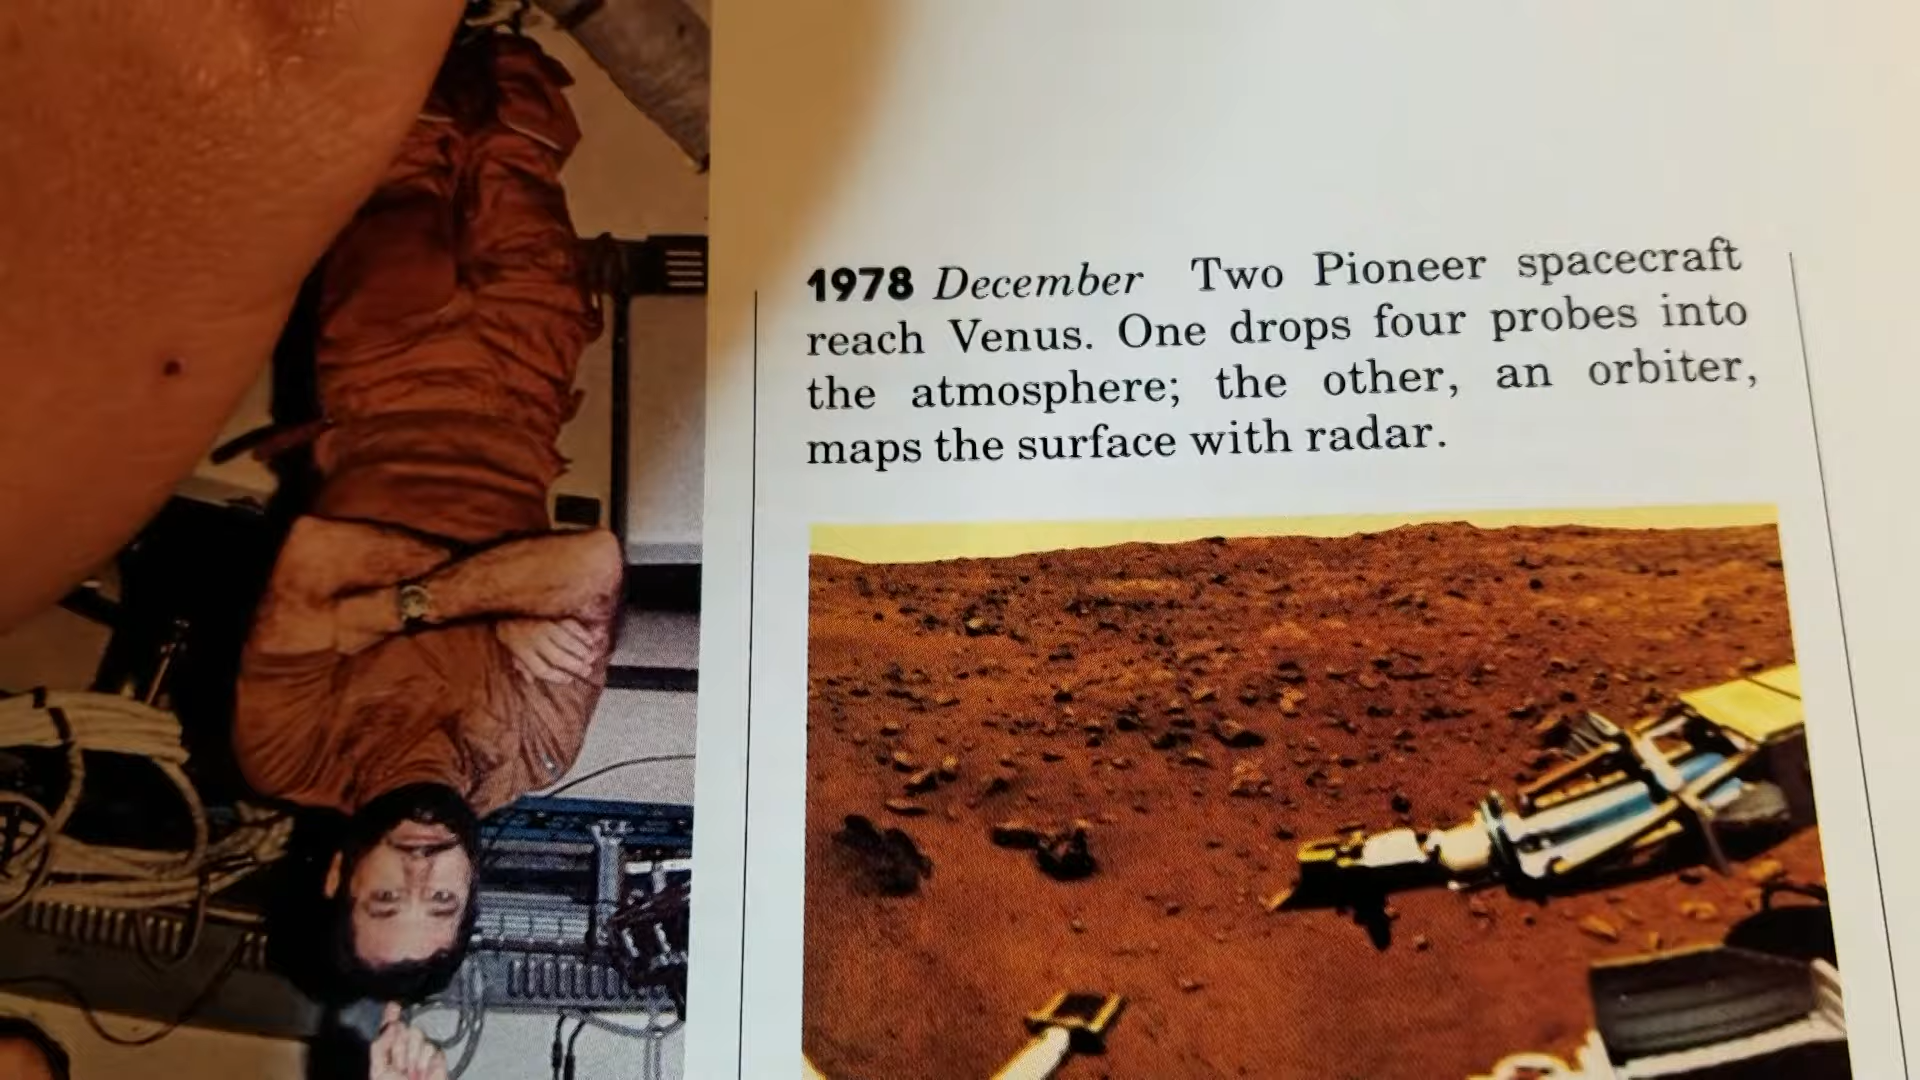 1978 December Two Pioneer spacecraft
reach Venus. One drops four probes into
the atmosphere; the other, an orbiter,
maps the surface with radar.